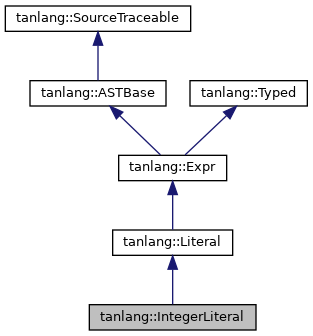 tanlang::SourceTraceable
tanlang::ASTBase
tanlang::Typed
tanlang::Expr
tanlang::Literal
tanlang::IntegerLiteral